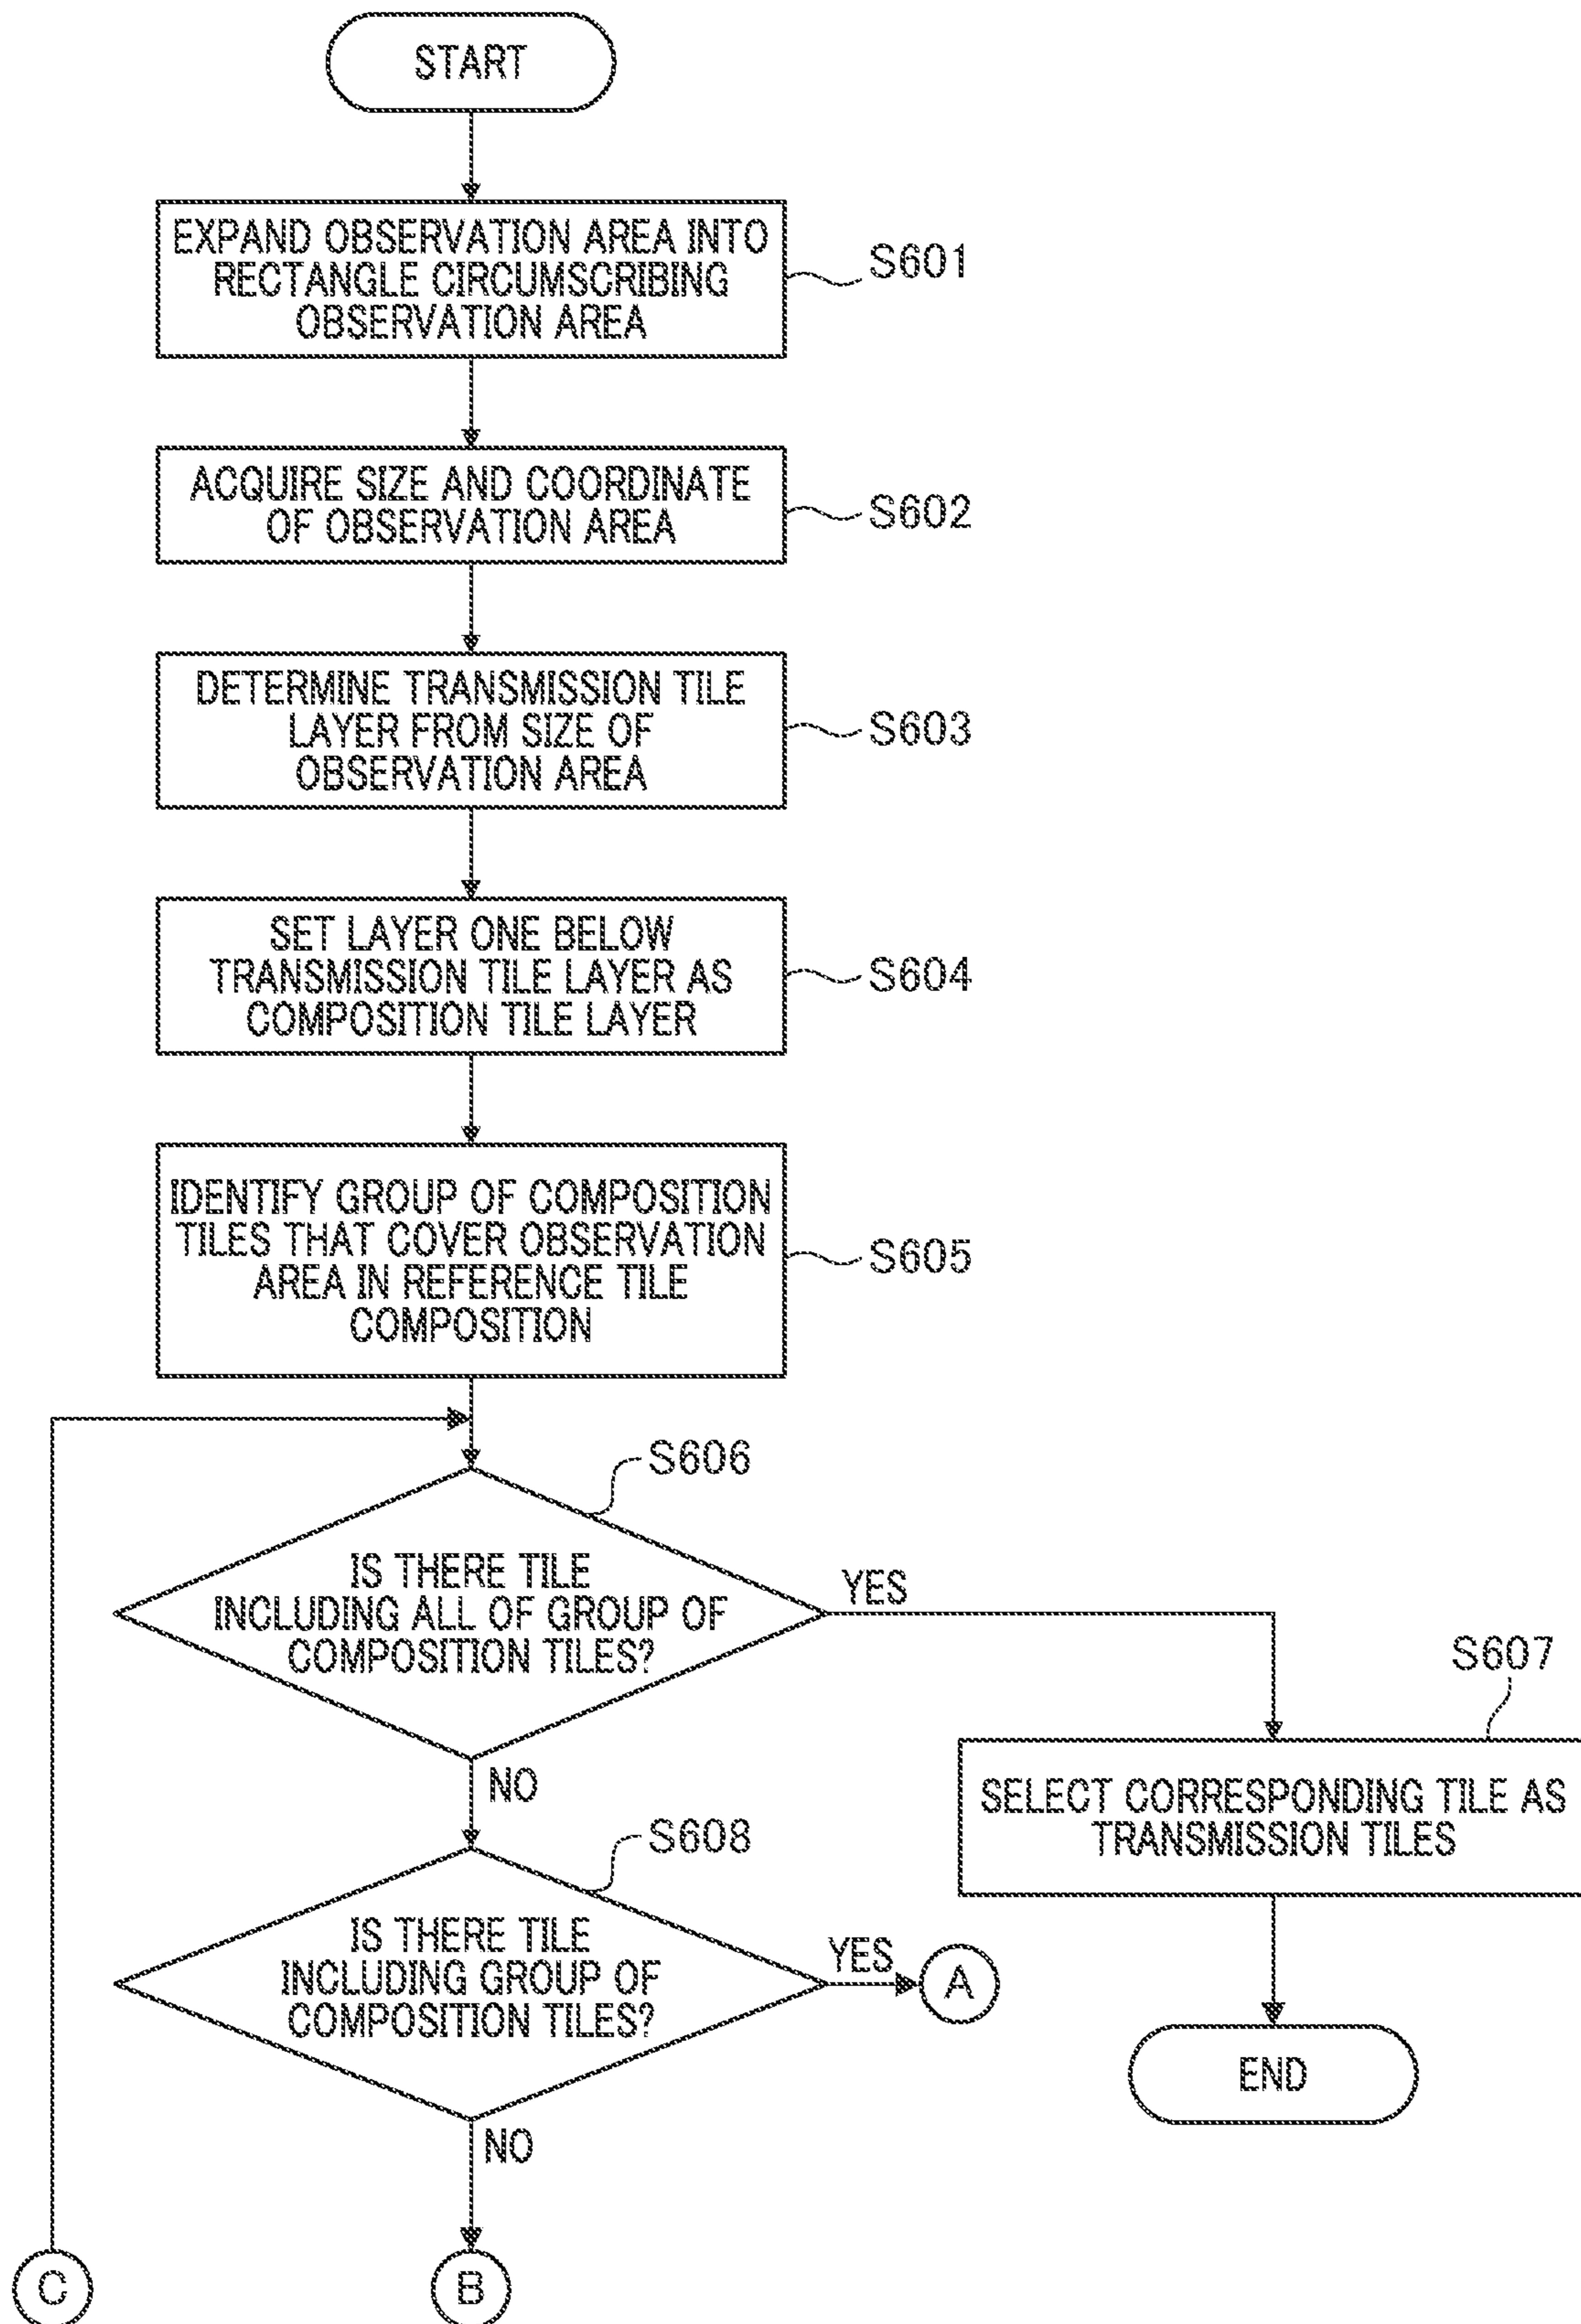 START
EXPAND OBSERVATION AREA INTO
RECTANGLE CIRCUMSCRIBING
OBSERVATION AREA
S601
ACQUIRE SIZE AND COORDINATE
OF OBSERVATION AREA
S602
DETERMINE TRANSMISSION TILE
LAYER FROM SIZE OF
OBSERVATION AREA
S603
SET LAYER ONE BELOW
TRANSMISSION TILE LAYER AS
COMPOSITION TILE LAYER
S604
IDENTIFY GROUP OF COMPOSITION
TILES THAT COVER OBSERVATION
AREA IN REFERENCE TILE
COMPOSITION
S605
S606
IS THERE TILE
INCLUDING ALL OF GROUP OF
COMPOSITION TILES?
YES
NO
S607
SELECT CORRESPONDING TILE AS
TRANSMISSION TILES
S608
IS THERE TILE
INCLUDING GROUP OF
COMPOSITION TILES?
YES
A
NO
END
C
B